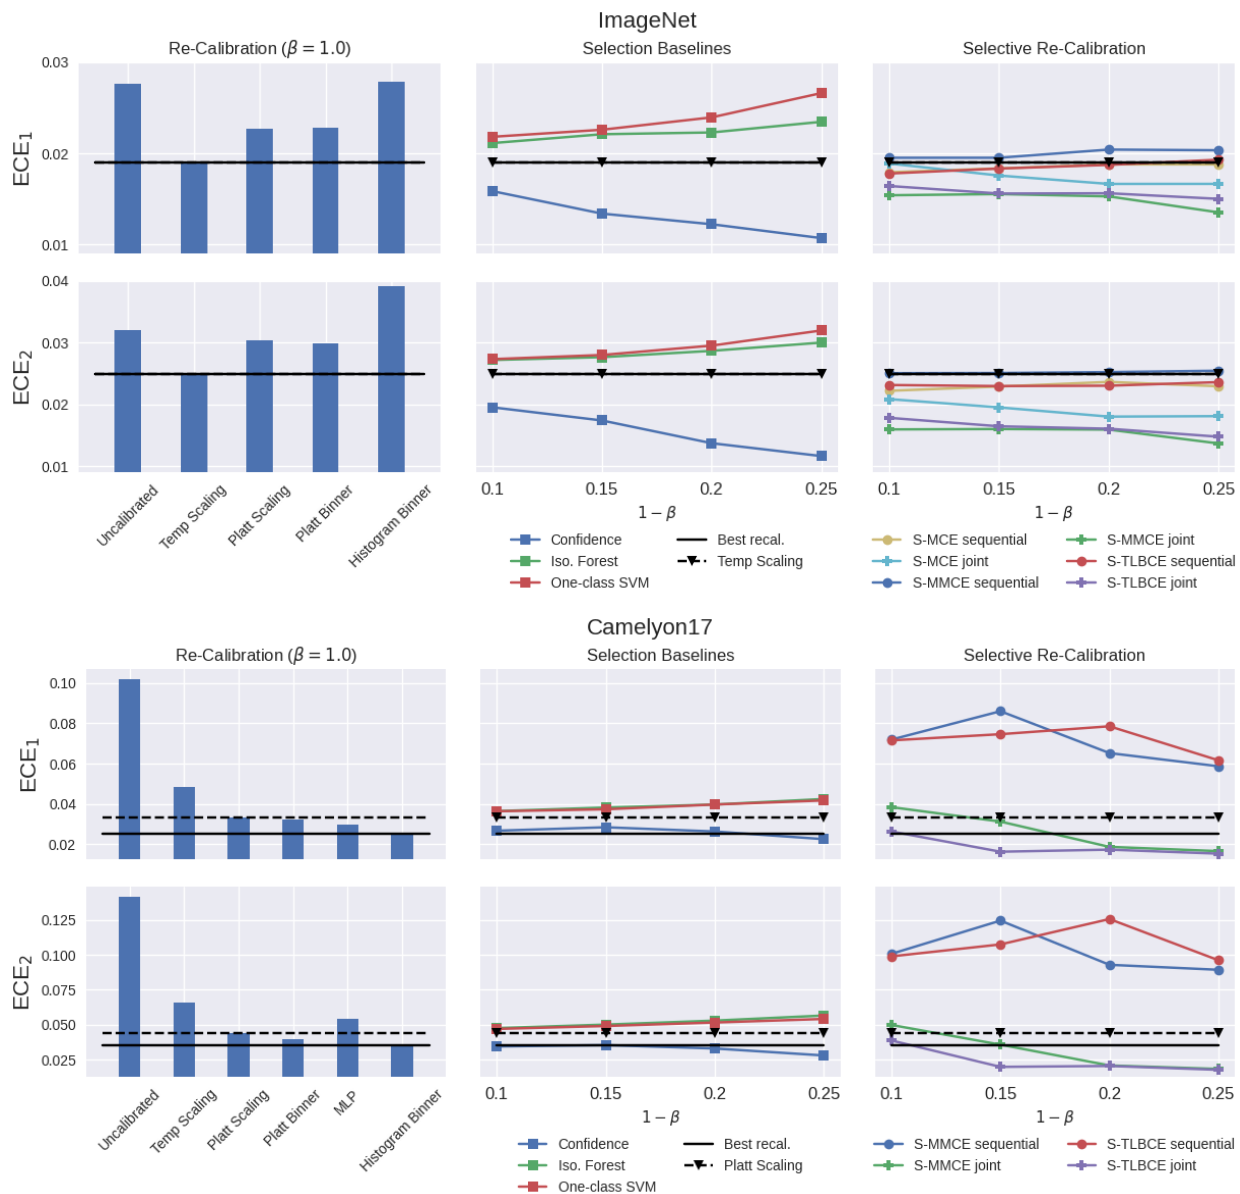 ImageNet
Re-Calibration (β = 1.0)
Selection Baselines
Selective Re-Calibration
ECE₁
0.03
0.02
0.01
ECE₂
0.04
0.03
0.02
0.01
Uncalibrated
Temp Scaling
Platt Scaling
Platt Binner
Histogram Binner
0.1 0.15 0.2 0.25
1 − β
0.1 0.15 0.2 0.25
1 − β
Confidence
Iso. Forest
One-class SVM
Best recal.
Temp Scaling
S-MCE sequential
S-MCE joint
S-MMCE sequential
S-MMCE joint
S-TLBCE sequential
S-TLBCE joint
Camelyon17
Re-Calibration (β = 1.0)
Selection Baselines
Selective Re-Calibration
ECE₁
0.10
0.08
0.06
0.04
0.02
ECE₂
0.125
0.100
0.075
0.050
0.025
Uncalibrated
Temp Scaling
Platt Scaling
Platt Binner
MLP
Histogram Binner
0.1 0.15 0.2 0.25
1 − β
0.1 0.15 0.2 0.25
1 − β
Confidence
Iso. Forest
One-class SVM
Best recal.
Platt Scaling
S-MMCE sequential
S-MMCE joint
S-TLBCE sequential
S-TLBCE joint